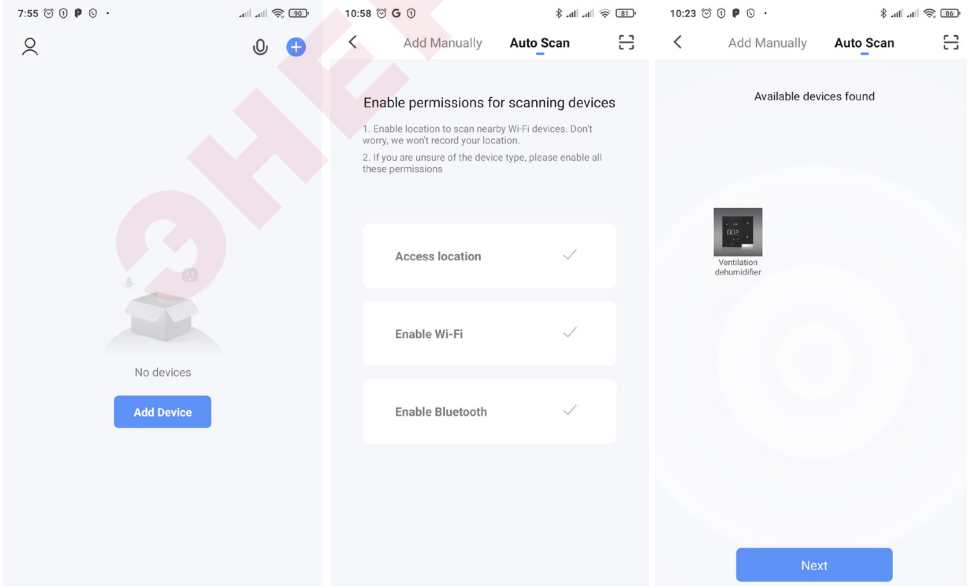 7:55
90
No devices
Add Device
10:58
G
81
Add Manually
Auto Scan
Enable permissions for scanning devices
1. Enable location to scan nearby Wi-Fi devices. Don't
worry, we won't record your location.
2. If you are unsure of the device type, please enable all
these permissions
Access location
Enable Wi-Fi
Enable Bluetooth
10:23
86
Add Manually
Auto Scan
Available devices found
Ventilation
dehumidifier
Next
ЭНЕ